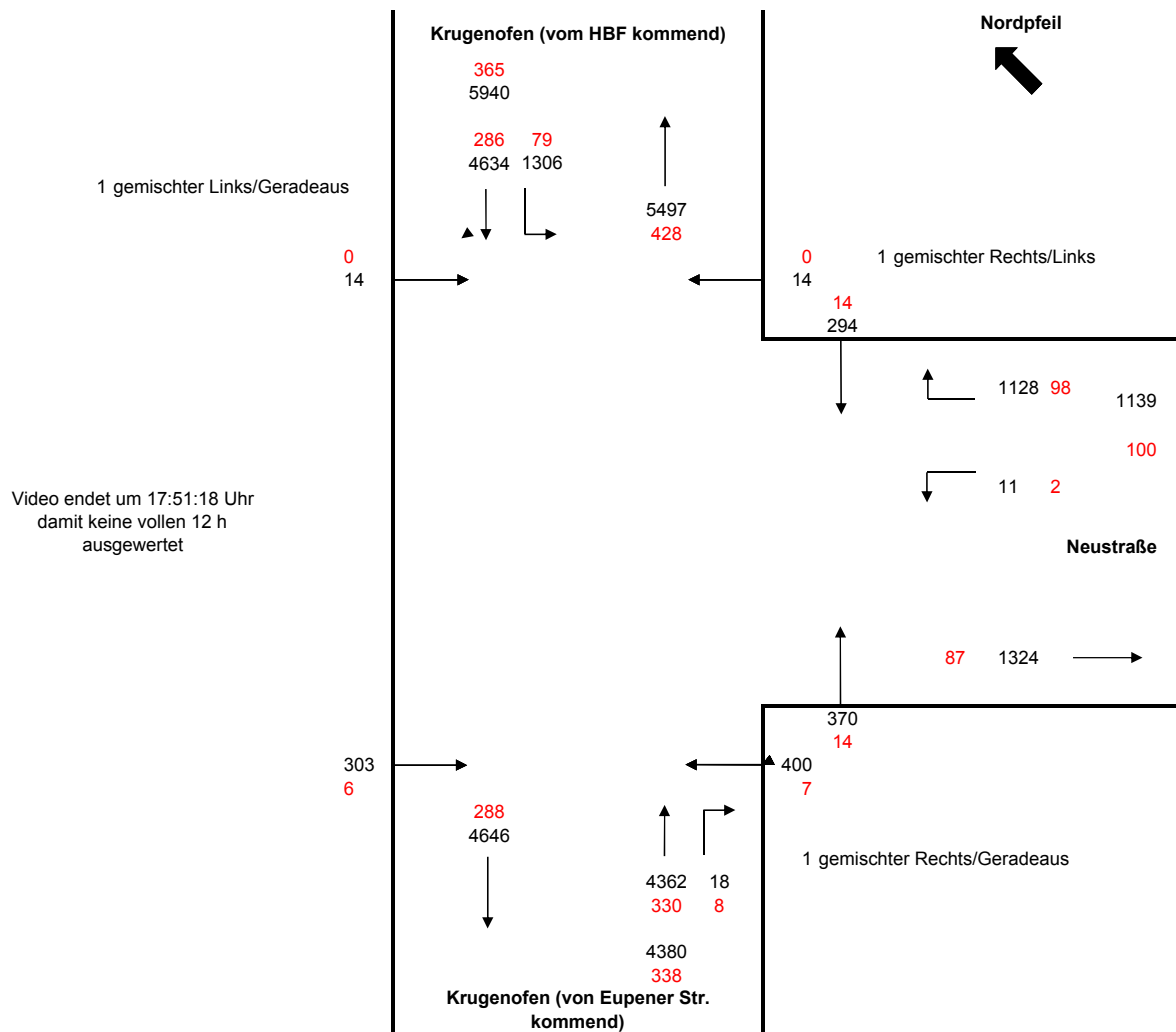 Krugenofen (vom HBF kommend)
Nordpfeil
365
5940
286 79
4634 1306
1 gemischter Links/Geradeaus
5497
428
0
14
0
14
1 gemischter Rechts/Links
14
294
1128 98
1139
100
11 2
Video endet um 17:51:18 Uhr
damit keine vollen 12 h
ausgewertet
Neustraße
87 1324
370
14
303
6
400
7
288
4646
1 gemischter Rechts/Geradeaus
4362 18
330 8
4380
338
Krugenofen (von Eupener Str.
kommend)